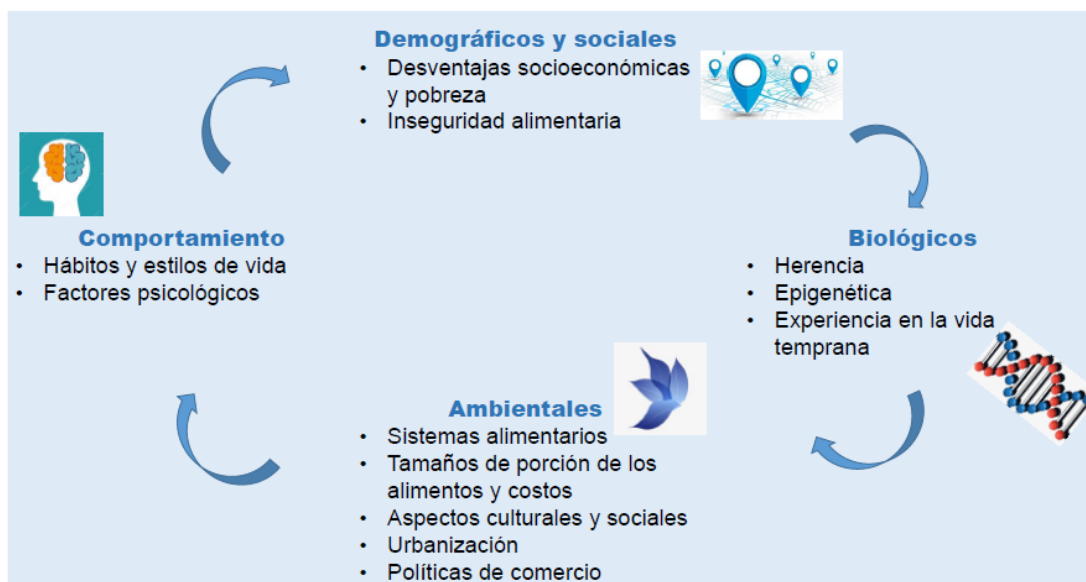 Demográficos y sociales
• Desventajas socioeconómicas
y pobreza
• Inseguridad alimentaria
Comportamiento
• Hábitos y estilos de vida
• Factores psicológicos
Biológicos
• Herencia
• Epigenética
• Experiencia en la vida
temprana
Ambientales
• Sistemas alimentarios
• Tamaños de porción de los
alimentos y costos
• Aspectos culturales y sociales
• Urbanización
• Políticas de comercio